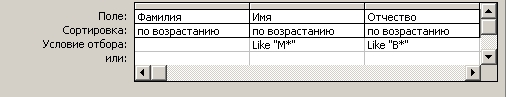 Поле: Фамилия Имя Отчество
Сортировка: по возрастанию по возрастанию по возрастанию
Условие отбора: Like "М*" Like "В*"
или: